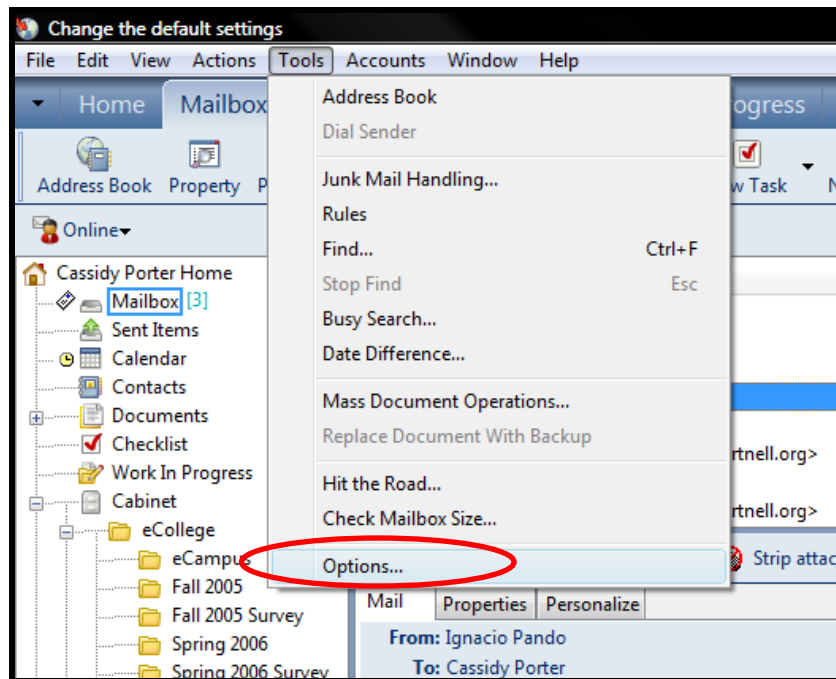 Change the default settings
File Edit View Actions Tools Accounts Window Help
Home Mailbox ogress
Address Book Property P w Task N
Online
Address Book
Dial Sender
Junk Mail Handling...
Rules
Find... Ctrl+F
Stop Find Esc
Busy Search...
Date Difference...
Mass Document Operations...
Replace Document With Backup
Hit the Road...
Check Mailbox Size...
Options...
Cassidy Porter Home
Mailbox [3]
Sent Items
Calendar
Contacts
Documents
Checklist
Work In Progress
Cabinet
eCollege
eCampus
Fall 2005
Fall 2005 Survey
Spring 2006
Spring 2006 Survey
rtnell.org>
rtnell.org>
Strip attac
Mail Properties Personalize
From: Ignacio Pando
To: Cassidy Porter